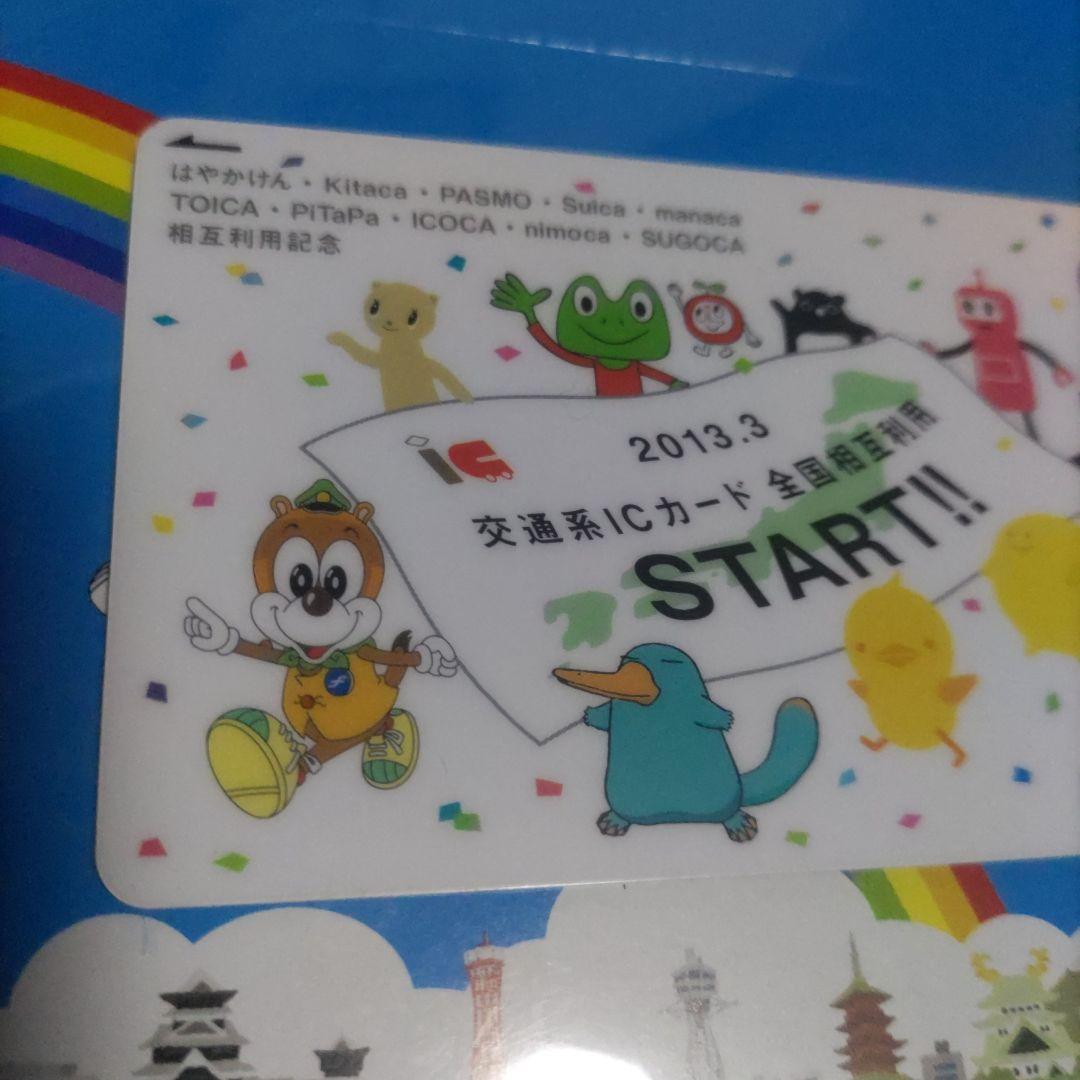 はやかけん・Kitaca・PASMO・Suica・manaca
TOICA・PiTaPa・ICOCA・nimoca・SUGOCA
相互利用記念
ic
2013.3
交通系ICカード 全国相互利用
START!!